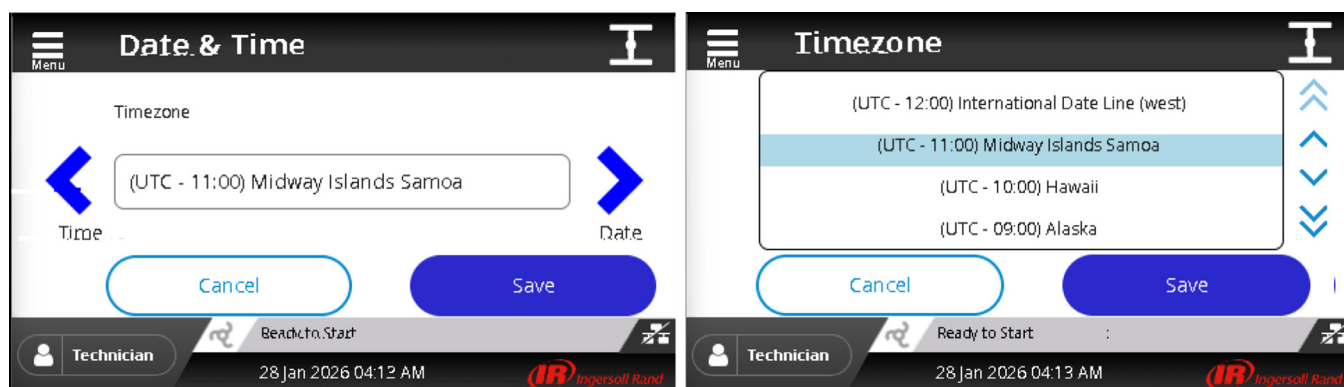 Menu
Date & Time
Timezone
(UTC - 11:00) Midway Islands Samoa
Time
Date
Cancel
Save
Ready to Start
Technician
28 Jan 2026 04:13 AM
IR Ingersoll Rand
Menu
Timezone
(UTC - 12:00) International Date Line (west)
(UTC - 11:00) Midway Islands Samoa
(UTC - 10:00) Hawaii
(UTC - 09:00) Alaska
Cancel
Save
Ready to Start :
Technician
28 Jan 2026 04:13 AM
IR Ingersoll Rand